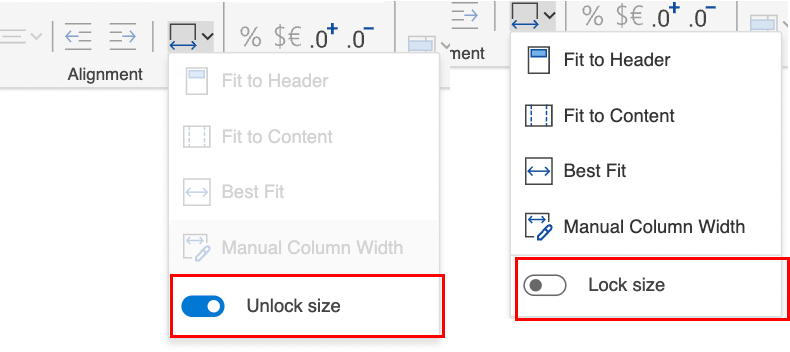 % $€ .0+ .0-
Alignment
Fit to Header
Fit to Content
Best Fit
Manual Column Width
Unlock size
% $€ .0+ .0-
ment
Fit to Header
Fit to Content
Best Fit
Manual Column Width
Lock size